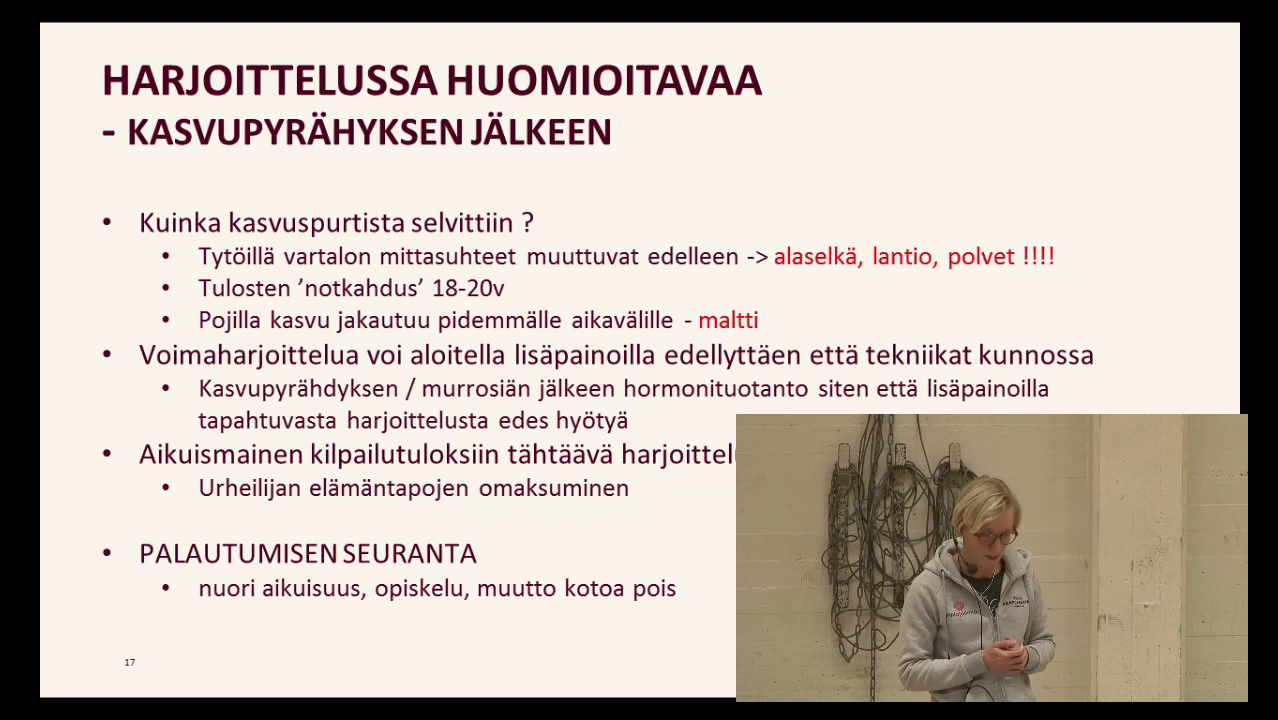 HARJOITTELUSSA HUOMIOITAVAA
- KASVUPYRÄHYKSEN JÄLKEEN
• Kuinka kasvuspurtista selvittiin ?
• Tytöillä vartalon mittasuhteet muuttuvat edelleen -> alaselkä, lantio, polvet !!!!
• Tulosten ’notkahdus’ 18-20v
• Pojilla kasvu jakautuu pidemmälle aikavälille - maltti
• Voimaharjoittelua voi aloitella lisäpainoilla edellyttäen että tekniikat kunnossa
• Kasvupyrähdyksen / murrosiän jälkeen hormonituotanto siten että lisäpainoilla
tapahtuvasta harjoittelusta edes hyötyä
• Aikuismainen kilpailutuloksiin tähtäävä
• Urheilijan elämäntapojen omaksuminen
• PALAUTUMISEN SEURANTA
• nuori aikuisuus, opiskelu, muutto kotoa pois
17